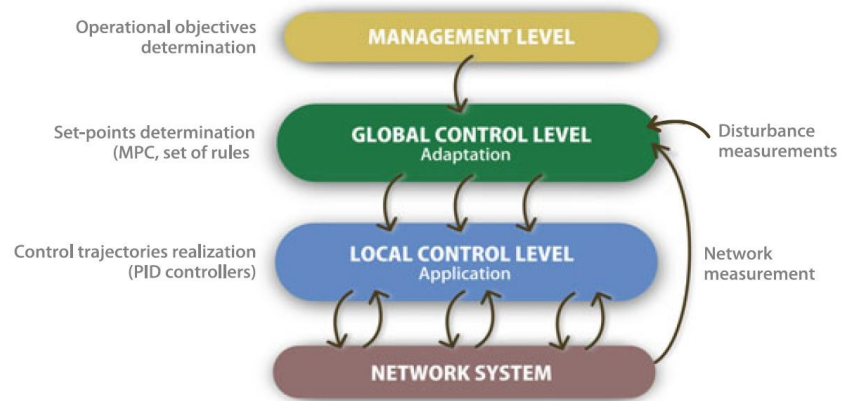 Operational objectives
determination
MANAGEMENT LEVEL
Set-points determination
(MPC, set of rules
GLOBAL CONTROL LEVEL
Adaptation
Disturbance
measurements
Control trajectories realization
(PID controllers)
LOCAL CONTROL LEVEL
Application
Network
measurement
NETWORK SYSTEM